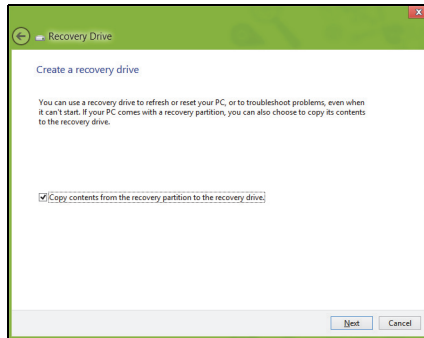 Recovery Drive
Create a recovery drive
You can use a recovery drive to refresh or reset your PC, or to troubleshoot problems, even when
it can't start. If your PC comes with a recovery partition, you can also choose to copy its contents
to the recovery drive.
Copy contents from the recovery partition to the recovery drive.
Next Cancel